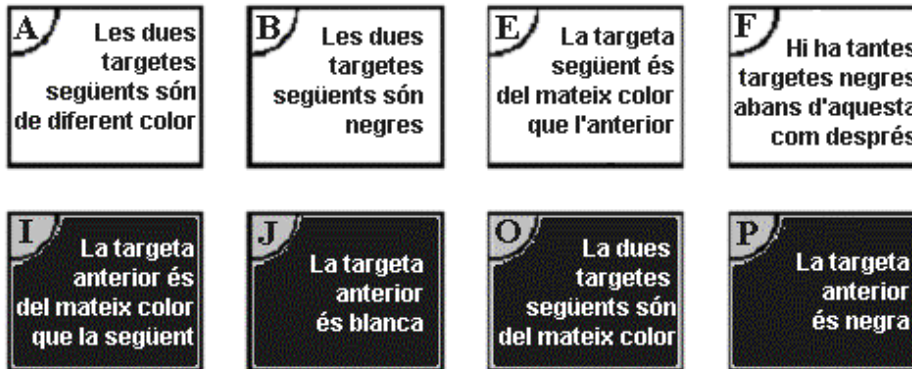 A
Les dues
targetes
següents són
de diferent color
B
Les dues
targetes
següents són
negres
E
La targeta
següent és
del mateix color
que l'anterior
F
Hi ha tantes
targetes negres
abans d'aquesta
com després
I
La targeta
anterior és
del mateix color
que la següent
J
La targeta
anterior
és blanca
O
La dues
targetes
següents són
del mateix color
P
La targeta
anterior
és negra